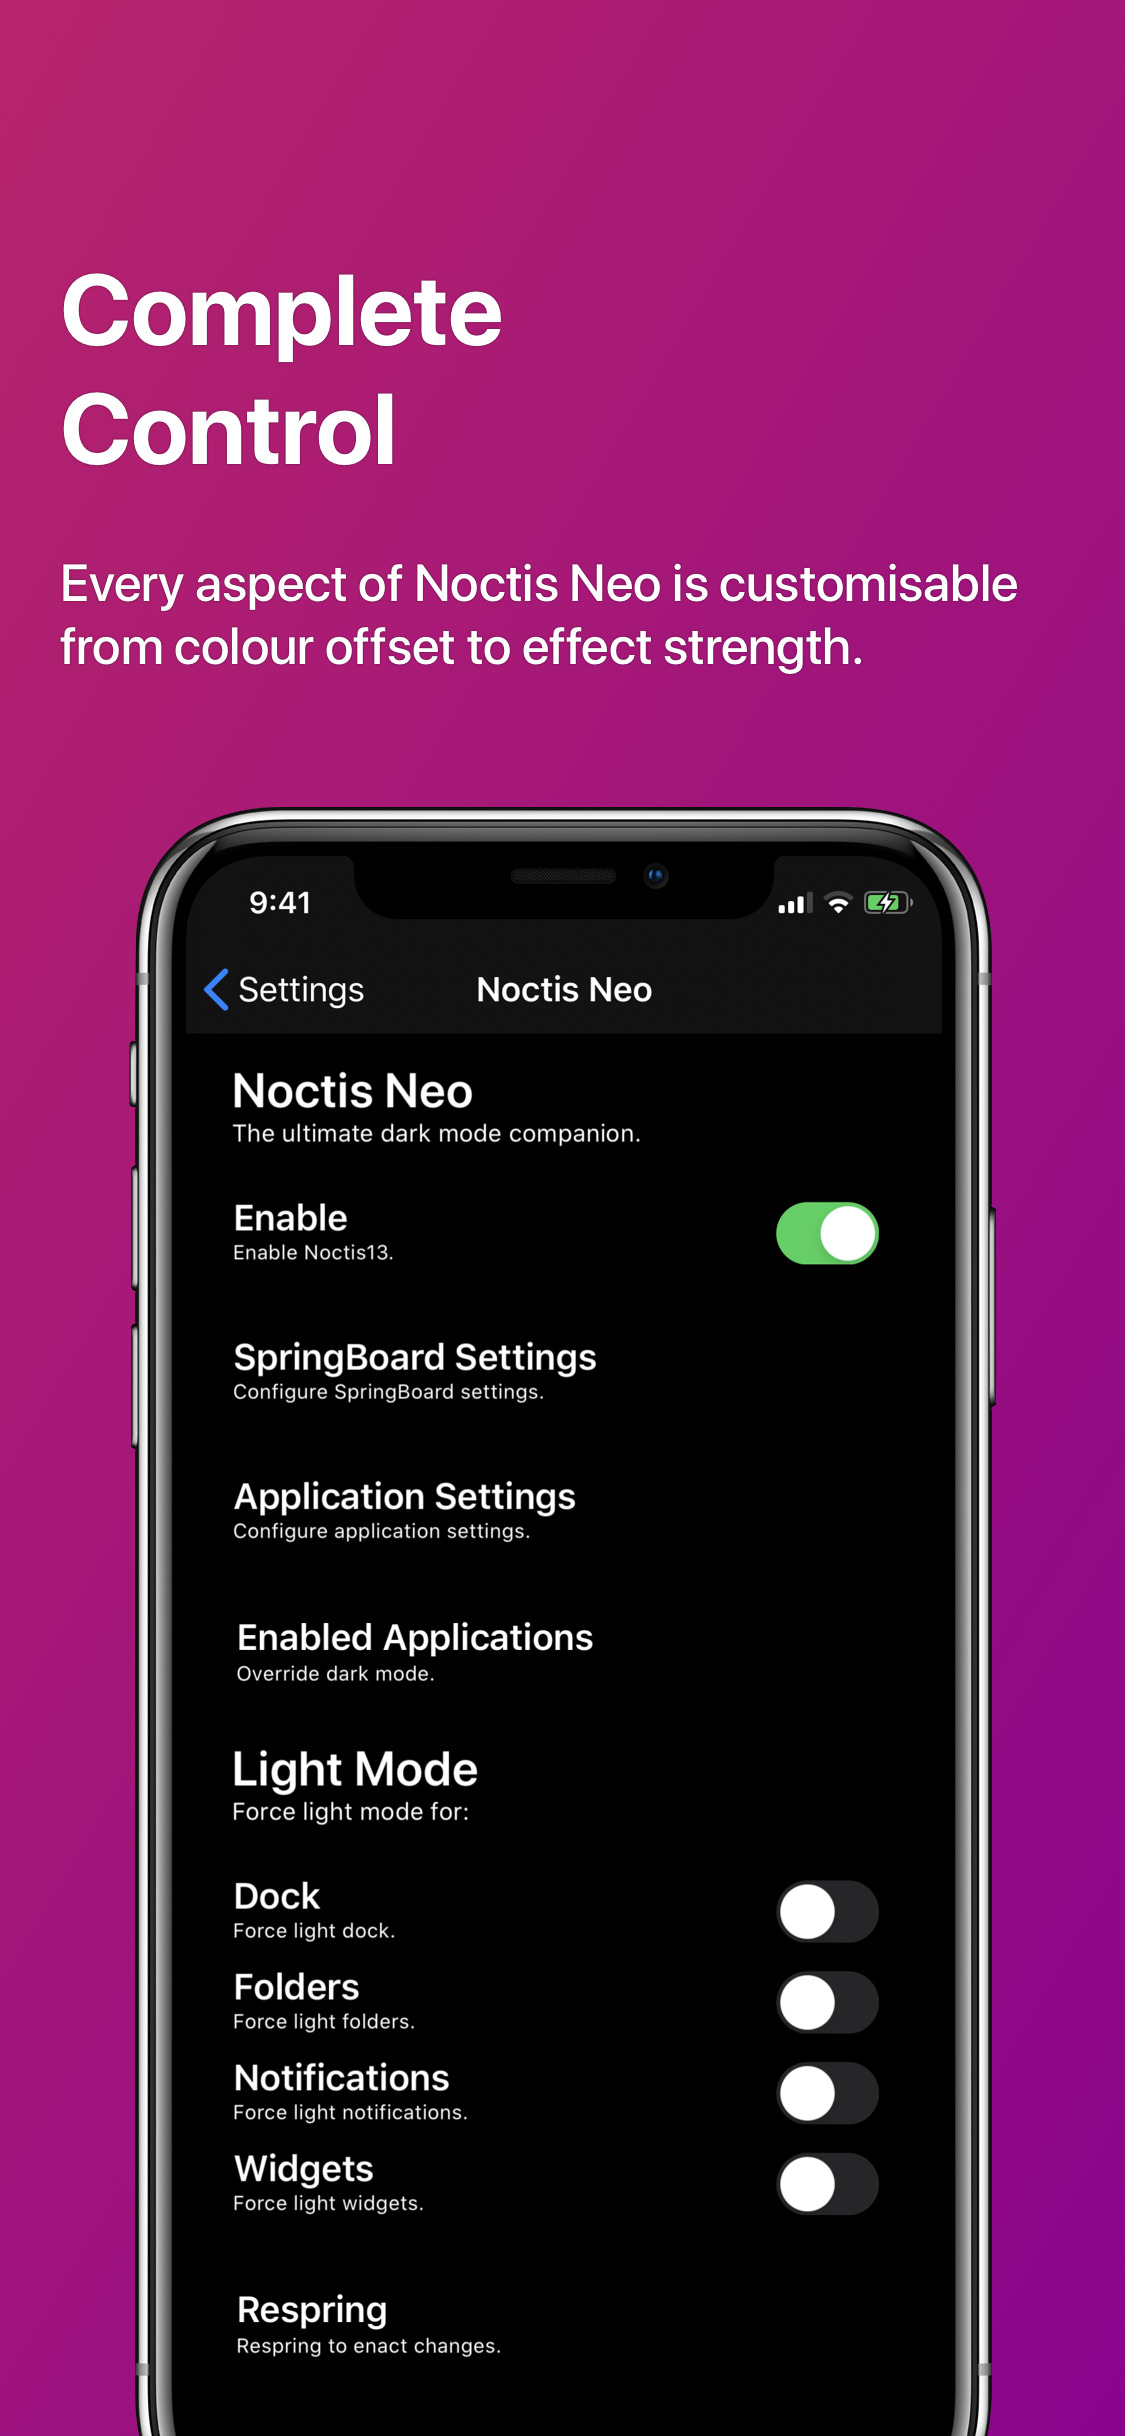 Complete
Control
Every aspect of Noctis Neo is customisable
from colour offset to effect strength.
9:41
Settings
Noctis Neo
Noctis Neo
The ultimate dark mode companion.
Enable
Enable Noctis13.
SpringBoard Settings
Configure SpringBoard settings.
Application Settings
Configure application settings.
Enabled Applications
Override dark mode.
Light Mode
Force light mode for:
Dock
Force light dock.
Folders
Force light folders.
Notifications
Force light notifications.
Widgets
Force light widgets.
Respring
Respring to enact changes.